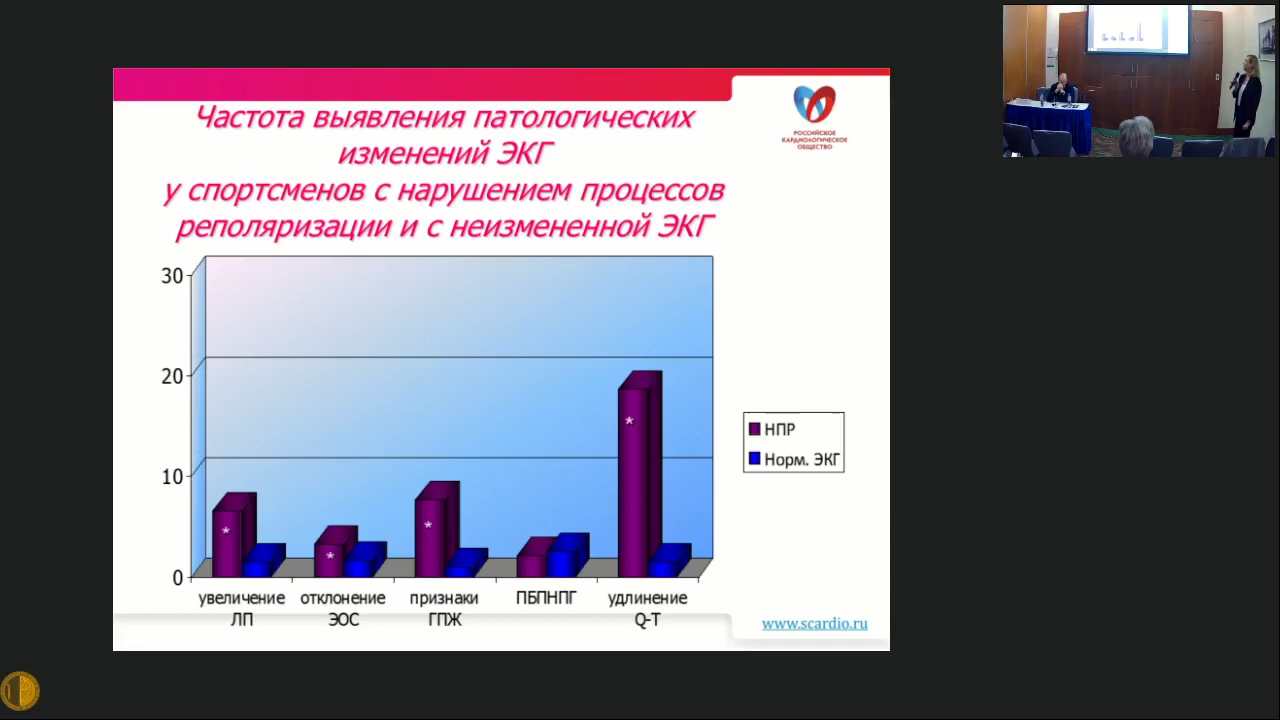 Частота выявления патологических
изменений ЭКГ
у спортсменов с нарушением процессов
реполяризации и с неизмененной ЭКГ
РОССИЙСКОЕ
КАРДИОЛОГИЧЕСКОЕ
ОБЩЕСТВО
30
20
10
0
*
*
*
*
НПР
Норм. ЭКГ
увеличение
ЛП
отклонение
ЭОС
признаки
ГПЖ
ПБПНПГ
удлинение
Q-T
www.scardio.ru